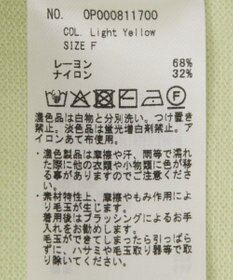 NO. OP000811700
COL. Light Yellow
SIZE F
レーヨン 68%
ナイロン 32%
濃色品は白物と分別洗い。つけ置き
禁止。淡色品は蛍光増白剤禁止。ア
イロンあて布使用。
・濃色製品は摩擦や汗、雨等で濡れ
た際に他の衣類や小物類に色が移
る事がありますのでご注意くださ
い。
・素材特性上、摩擦やもみ作用によ
り毛玉が生じます。
着用後はブラッシングによるお手
入れをお勧めします。
毛玉ができてしまったら引っぱら
ずに、ハサミや毛玉取り器等で取
り除いてください。